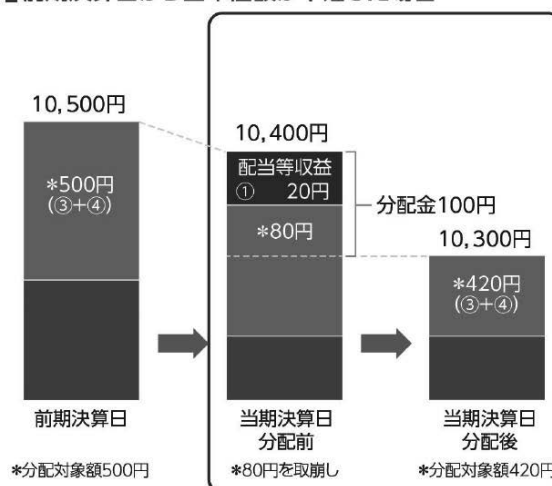 10,500円
*500円
(③+④)
前期決算日
*分配対象額500円
10,400円
配当等収益
① 20円
*80円
分配金100円
当期決算日
分配前
*80円を取崩し
10,300円
*420円
(③+④)
当期決算日
分配後
*分配対象額420円